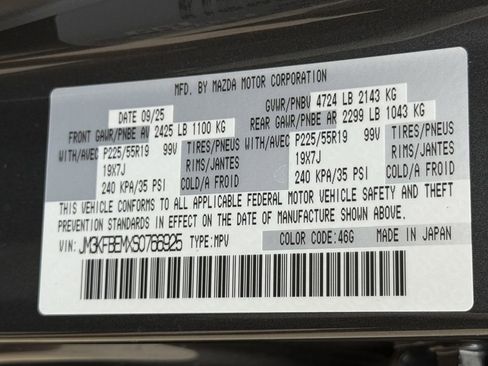 MFD. BY MAZDA MOTOR CORPORATION
DATE 09/25
GVWR/PNBV 4724 LB 2143 KG
FRONT GAWR/PNBE AV 2425 LB 1100 KG
REAR GAWR/PNBE AR 2299 LB 1043 KG
WITH/AVEC P225/55R19 99V TIRES/PNEUS
19X7J RIMS/JANTES
240 KPA/35 PSI COLD/A FROID
WITH/AVEC P225/55R19 99V TIRES/PNEUS
19X7J RIMS/JANTES
240 KPA/35 PSI COLD/A FROID
THIS VEHICLE CONFORMS TO ALL APPLICABLE FEDERAL MOTOR VEHICLE SAFETY AND THEFT
PREVENTION STANDARDS IN EFFECT ON THE DATE OF MANUFACTURE SHOWN ABOVE.
VIN: JM3KFBEMXS0766925 TYPE: MPV COLOR CODE: 46G MADE IN JAPAN